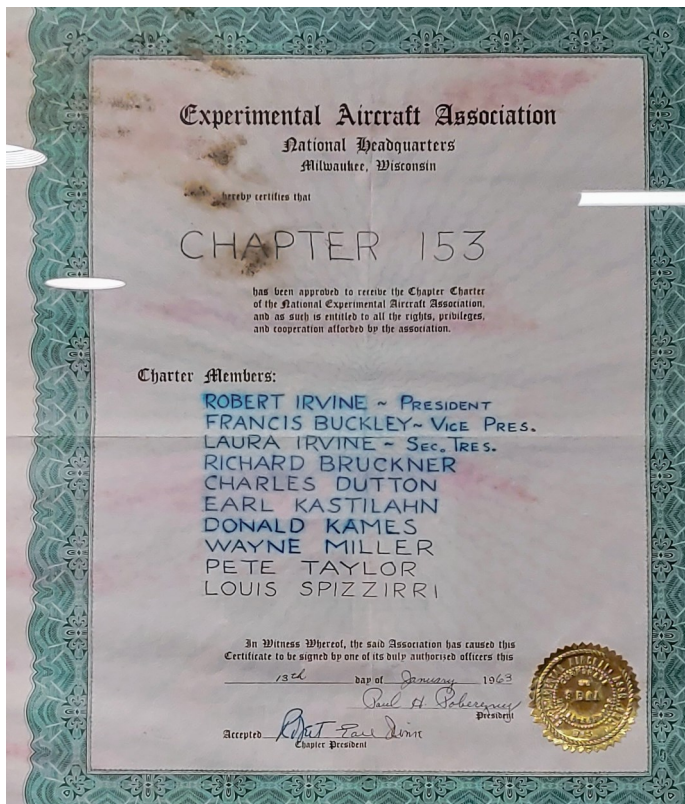 Experimental Aircraft Association
National Headquarters
Milwaukee, Wisconsin
hereby certifies that
CHAPTER 153
has been approved to receive the Chapter Charter
of the National Experimental Aircraft Association,
and as such is entitled to all the rights, privileges,
and cooperation afforded by the association.
Charter Members:
ROBERT IRVINE ~ PRESIDENT
FRANCIS BUCKLEY ~ VICE PRES.
LAURA IRVINE ~ SEC. TRES.
RICHARD BRUCKNER
CHARLES DUTTON
EARL KASTILAHN
DONALD KAMES
WAYNE MILLER
PETE TAYLOR
LOUIS SPIZZIRRI
In Witness Whereof, the said Association has caused this
Certificate to be signed by one of its duly authorized officers this
13th day of January 1963
Paul H. Poberezny
President
Accepted Robert Earl Irvine
Chapter President